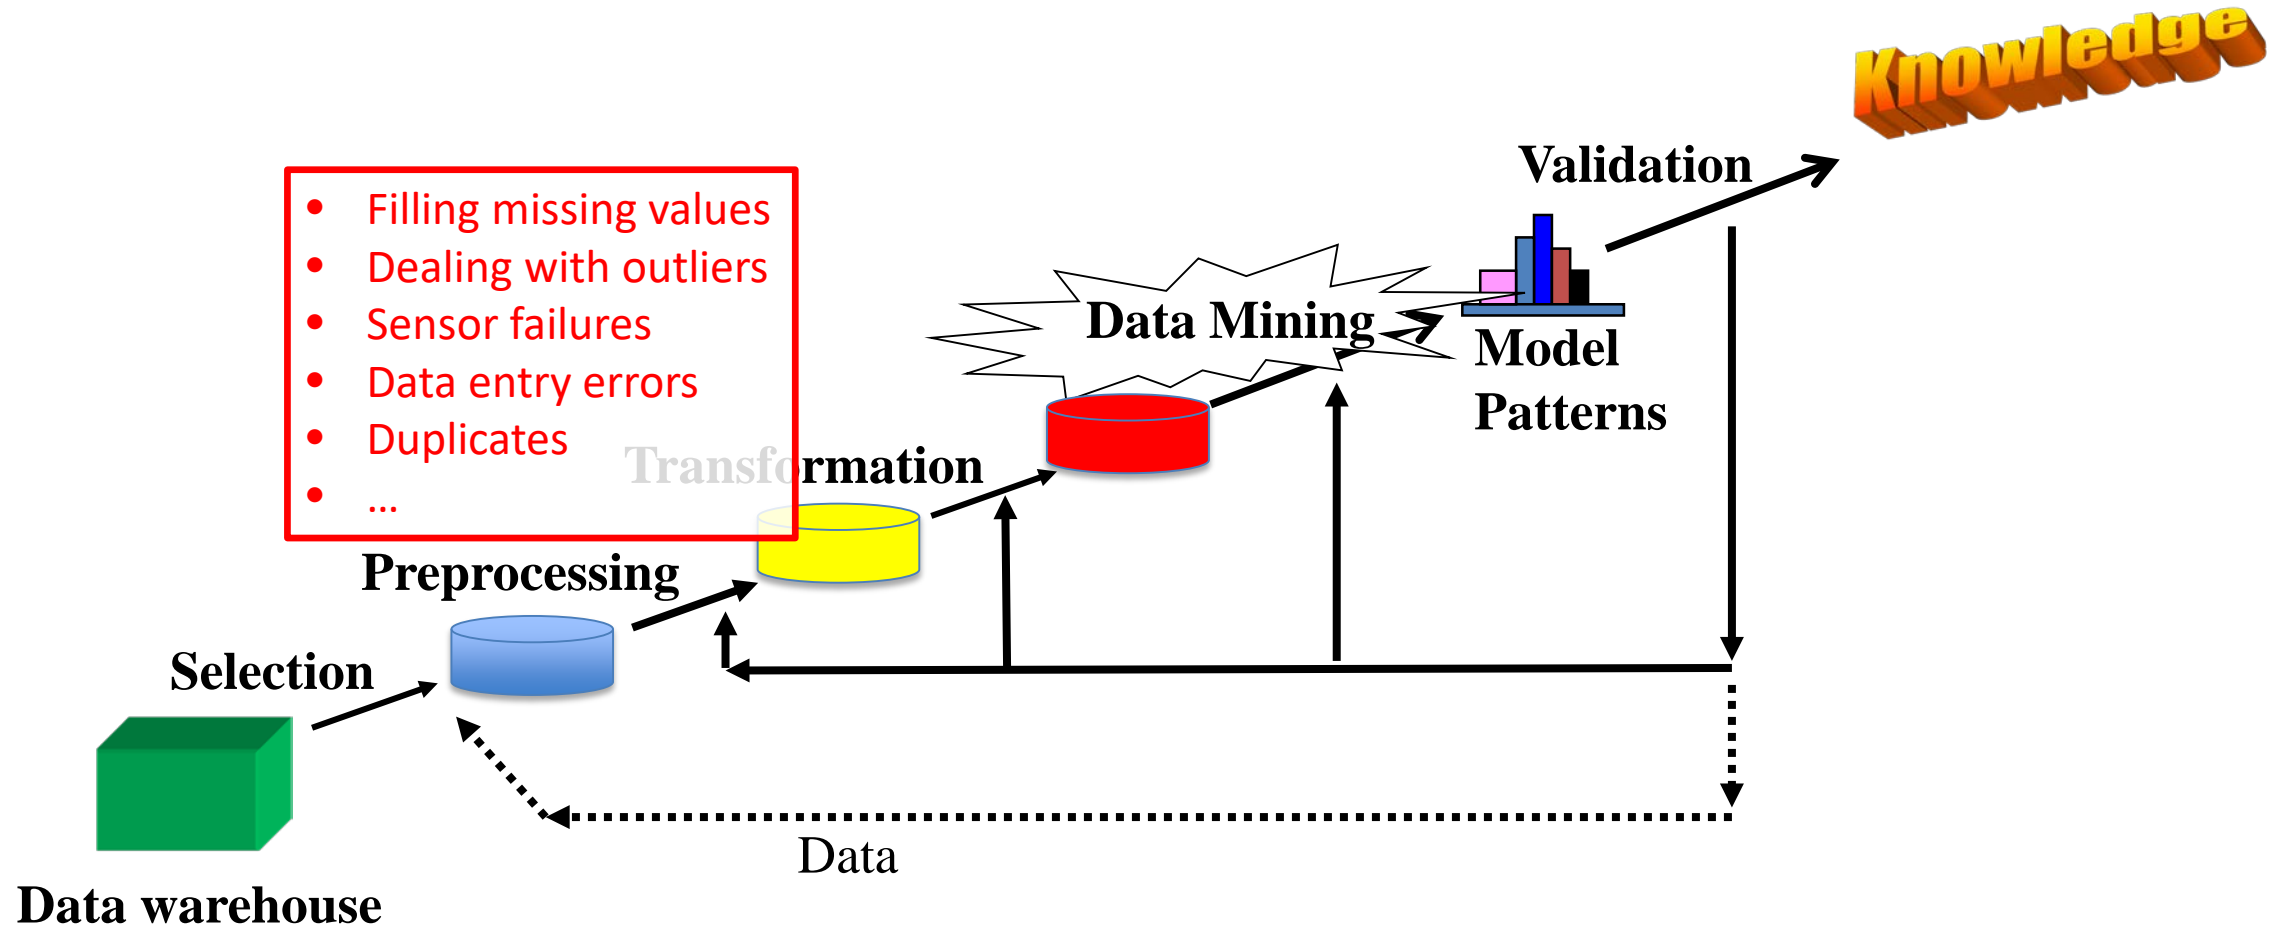 Knowledge
Validation
• Filling missing values
• Dealing with outliers
• Sensor failures
• Data entry errors
• Duplicates
• ...
Data Mining
Model
Patterns
Transformation
Preprocessing
Selection
Data
Data warehouse